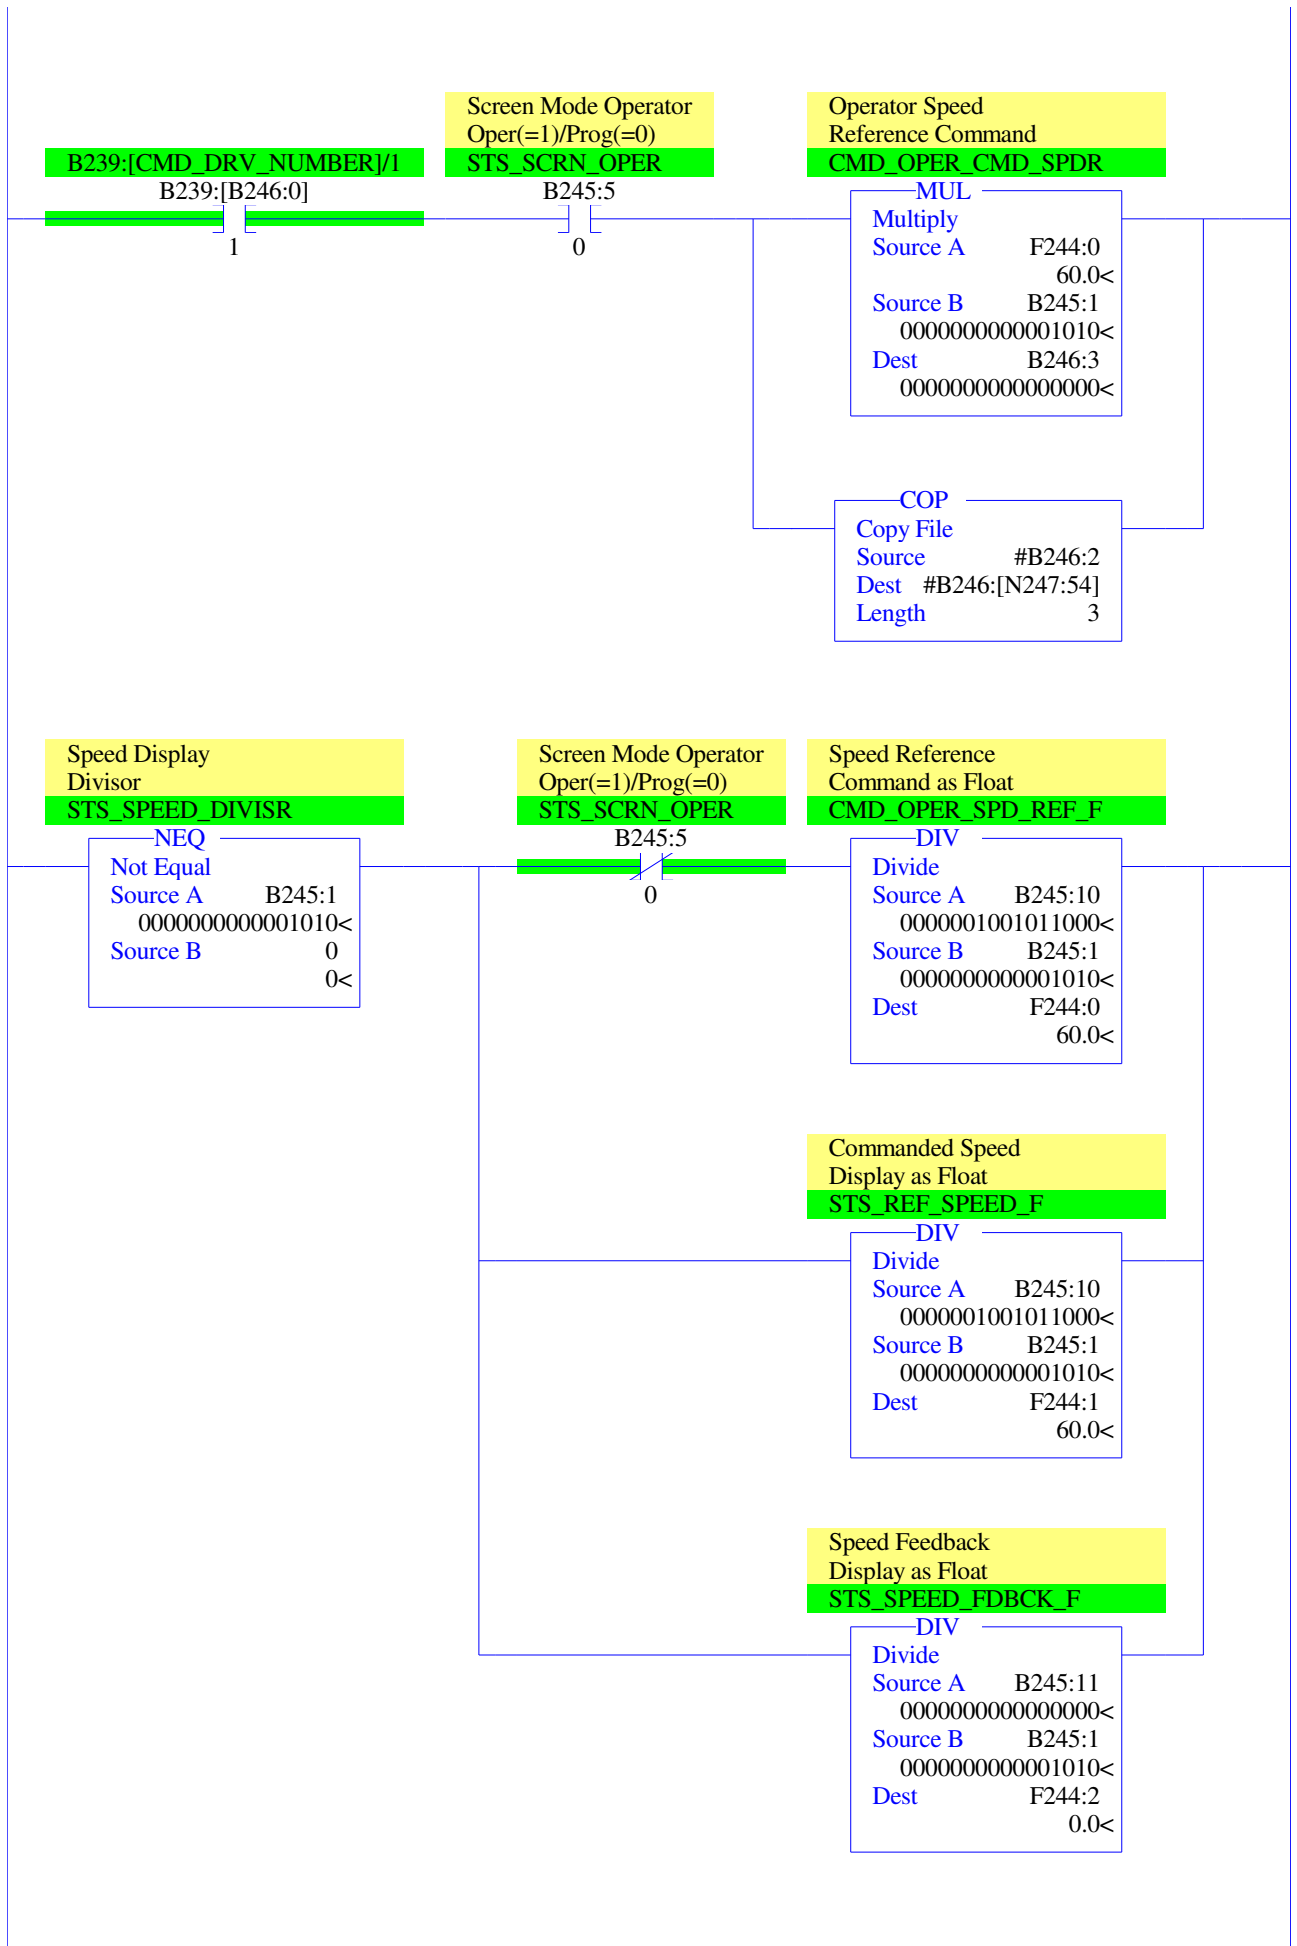 B239:[CMD_DRV_NUMBER]/1
B239:[B246:0]
1
Screen Mode Operator
Oper(=1)/Prog(=0)
STS_SCRN_OPER
B245:5
0
Operator Speed
Reference Command
CMD_OPER_CMD_SPDR
MUL
Multiply
Source A F244:0
60.0<
Source B B245:1
0000000000001010<
Dest B246:3
0000000000000000<
COP
Copy File
Source #B246:2
Dest #B246:[N247:54]
Length 3
Speed Display
Divisor
STS_SPEED_DIVISR
NEQ
Not Equal
Source A B245:1
0000000000001010<
Source B 0
0<
Screen Mode Operator
Oper(=1)/Prog(=0)
STS_SCRN_OPER
B245:5
0
Speed Reference
Command as Float
CMD_OPER_SPD_REF_F
DIV
Divide
Source A B245:10
0000001001011000<
Source B B245:1
0000000000001010<
Dest F244:0
60.0<
Commanded Speed
Display as Float
STS_REF_SPEED_F
DIV
Divide
Source A B245:10
0000001001011000<
Source B B245:1
0000000000001010<
Dest F244:1
60.0<
Speed Feedback
Display as Float
STS_SPEED_FDBCK_F
DIV
Divide
Source A B245:11
0000000000000000<
Source B B245:1
0000000000001010<
Dest F244:2
0.0<